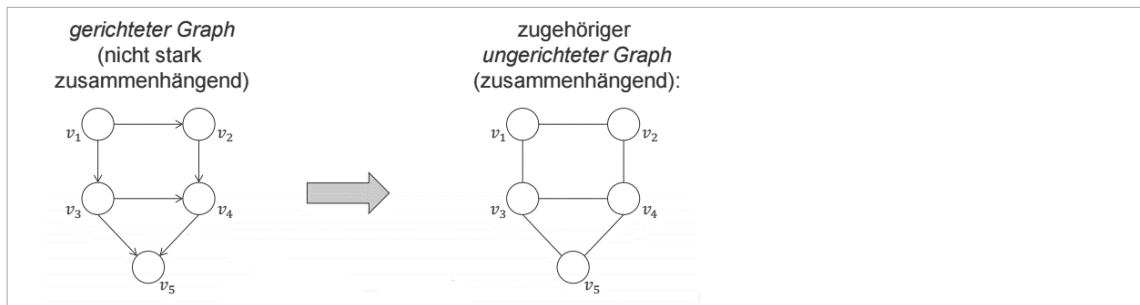 gerichteter Graph
(nicht stark
zusammenhängend)
zugehöriger
ungerichteter Graph
(zusammenhängend):
v₁
v₂
v₃
v₄
v₅
v₁
v₂
v₃
v₄
v₅